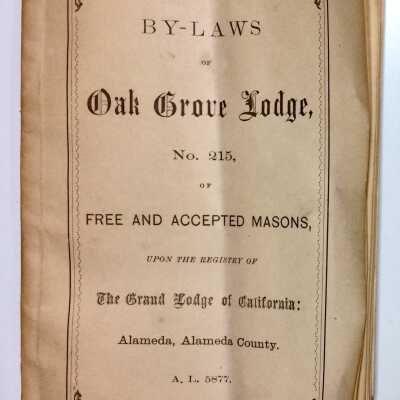 BY-LAWS
OF
Oak Grove Lodge,
No. 215,
OF
FREE AND ACCEPTED MASONS,
UPON THE REGISTRY OF
The Grand Lodge of California:
Alameda, Alameda County.
A. L. 5877.